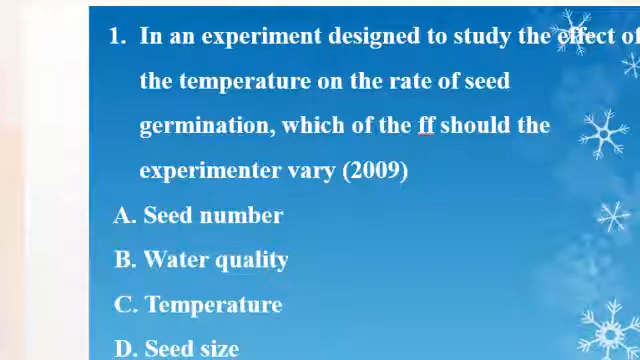 1. In an experiment designed to study the effect of
the temperature on the rate of seed
germination, which of the ff should the
experimenter vary (2009)
A. Seed number
B. Water quality
C. Temperature
D. Seed size